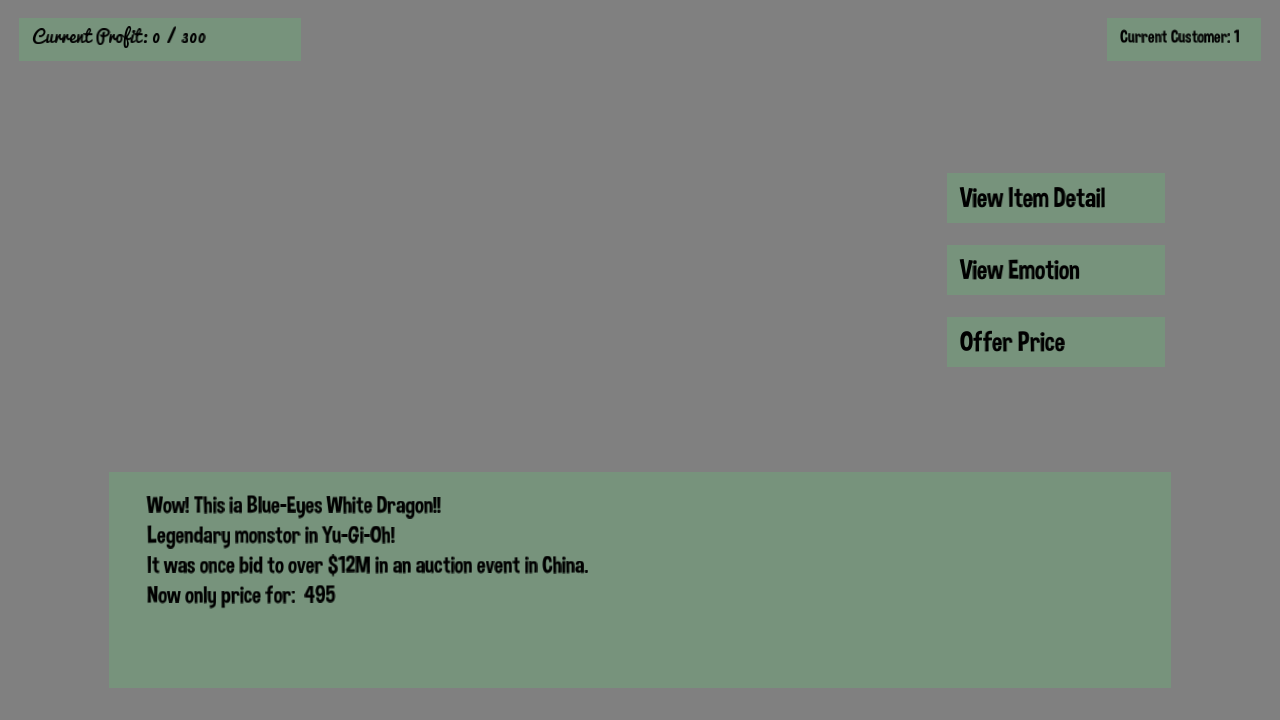 Current Profit: 0 / 300
Current Customer: 1
View Item Detail
View Emotion
Offer Price
Wow! This ia Blue-Eyes White Dragon!!
Legendary monstor in Yu-Gi-Oh!
It was once bid to over $12M in an auction event in China.
Now only price for: 495